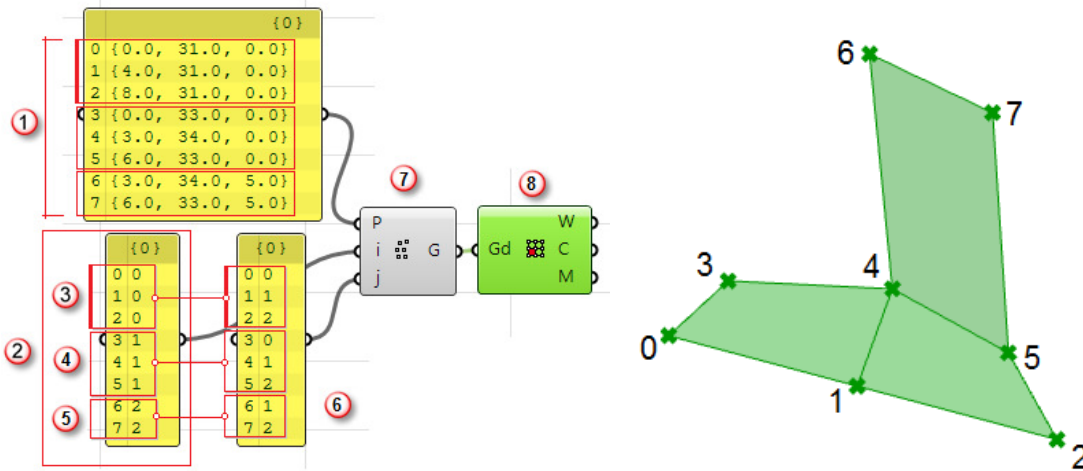 {0}
0 {0.0, 31.0, 0.0}
1 {4.0, 31.0, 0.0}
2 {8.0, 31.0, 0.0}
3 {0.0, 33.0, 0.0}
4 {3.0, 34.0, 0.0}
5 {6.0, 33.0, 0.0}
6 {3.0, 34.0, 5.0}
7 {6.0, 33.0, 5.0}
1
2
3
4
5
{0}
0 0
1 0
2 0
3 1
4 1
5 1
6 2
7 2
{0}
0 0
1 1
2 2
3 0
4 1
5 2
6 1
7 2
6
7
P
i
j
G
8
Gd
W
C
M
6
7
3
4
0
5
1
2